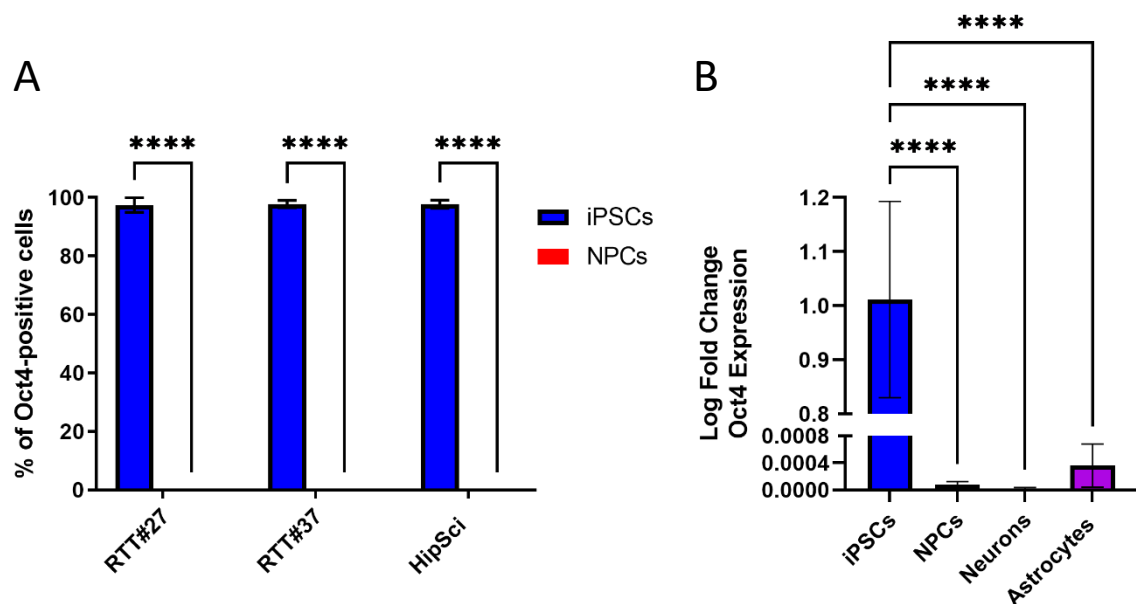 A
% of Oct4-positive cells
100
80
60
40
20
0
****
****
****
RTT#27
RTT#37
HipSci
iPSCs
NPCs
B
Log Fold Change
Oct4 Expression
****
****
****
1.2
1.1
1.0
0.9
0.8
0.0008
0.0004
0.0000
iPSCs
NPCs
Neurons
Astrocytes